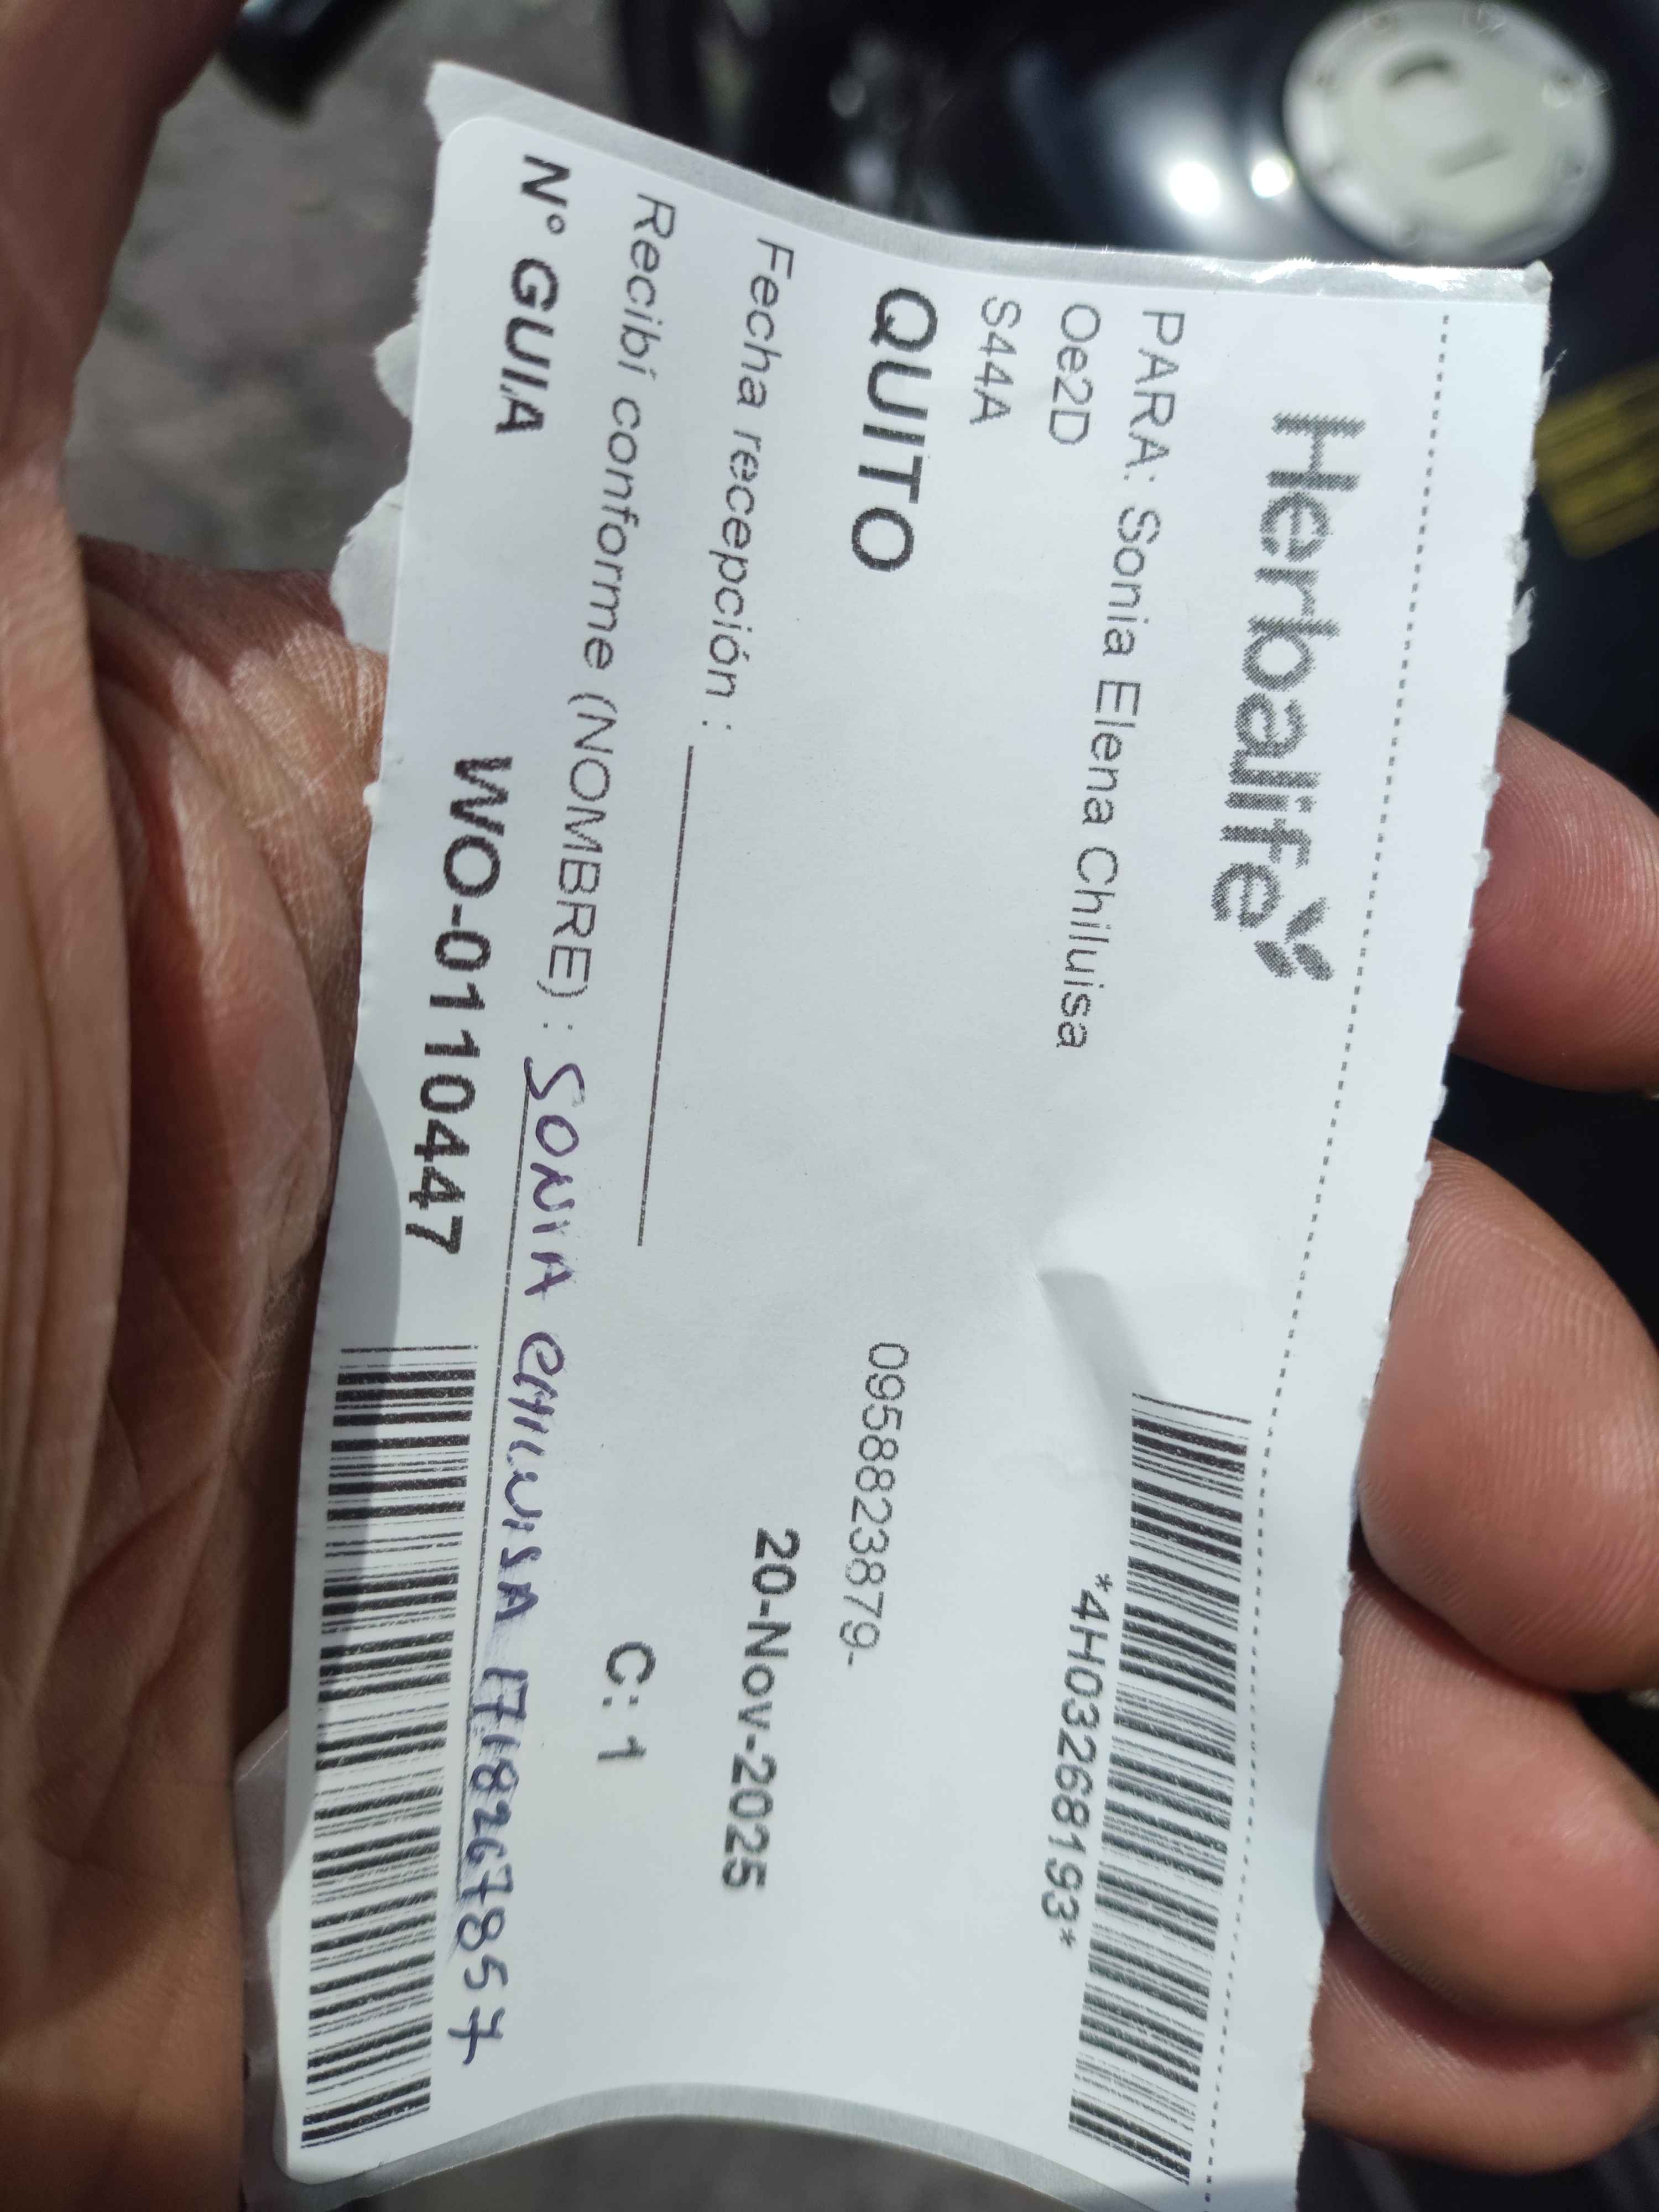 Herbalife
*4H03268193*
PARA: Sonia Elena Chiluisa
Oe2D
S44A
QUITO
0958823879-
Fecha recepción :
20-Nov-2025
C: 1
Recibí conforme (NOMBRE) : SONIA CHILUISA 1718267857
N° GUIA WO-0110447